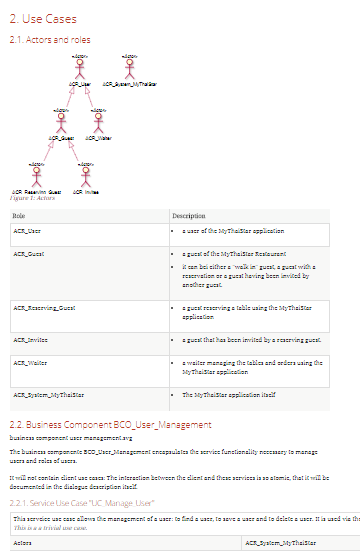 2. Use Cases
2.1. Actors and roles
«Actor»
«Actor»
ACR_User
ACR_System_MyThaiStar
«Actor»
«Actor»
ACR_Guest
ACR_Waiter
«Actor»
«Actor»
ACR_Reserving_Guest
ACR_Invitee
Figure 1: Actors
Role
Description
ACR_User
• a user of the MyThaiStar application
ACR_Guest
• a guest of the MyThaiStar Restaurant
• it can bei either a "walk in" guest, a guest with a
reservation or a guest having been invited by
another guest.
ACR_Reserving_Guest
• a guest reserving a table using the MyThaiStar
application
ACR_Invitee
• a guest that has been invited by a reserving guest.
ACR_Waiter
• a waiter managing the tables and orders using the
MyThaiStar application
ACR_System_MyThaiStar
• The MyThaiStar application itself
2.2. Business Component BCO_User_Management
business component user management.svg
The business componente BCO_User_Management encapsulates the service functionality necessary to manage
users and roles of users.
It will not contain client use cases: The interaction between the client and these services is so atomic, that it will be
documented in the dialogue description itself.
2.2.1. Service Use Case "UC_Manage_User"
This servcice use case allows the management of a user: to find a user, to save a user and to delete a user. It is used via the
This is a a trivial use case.
Actors
ACR_System_MyThaiStar